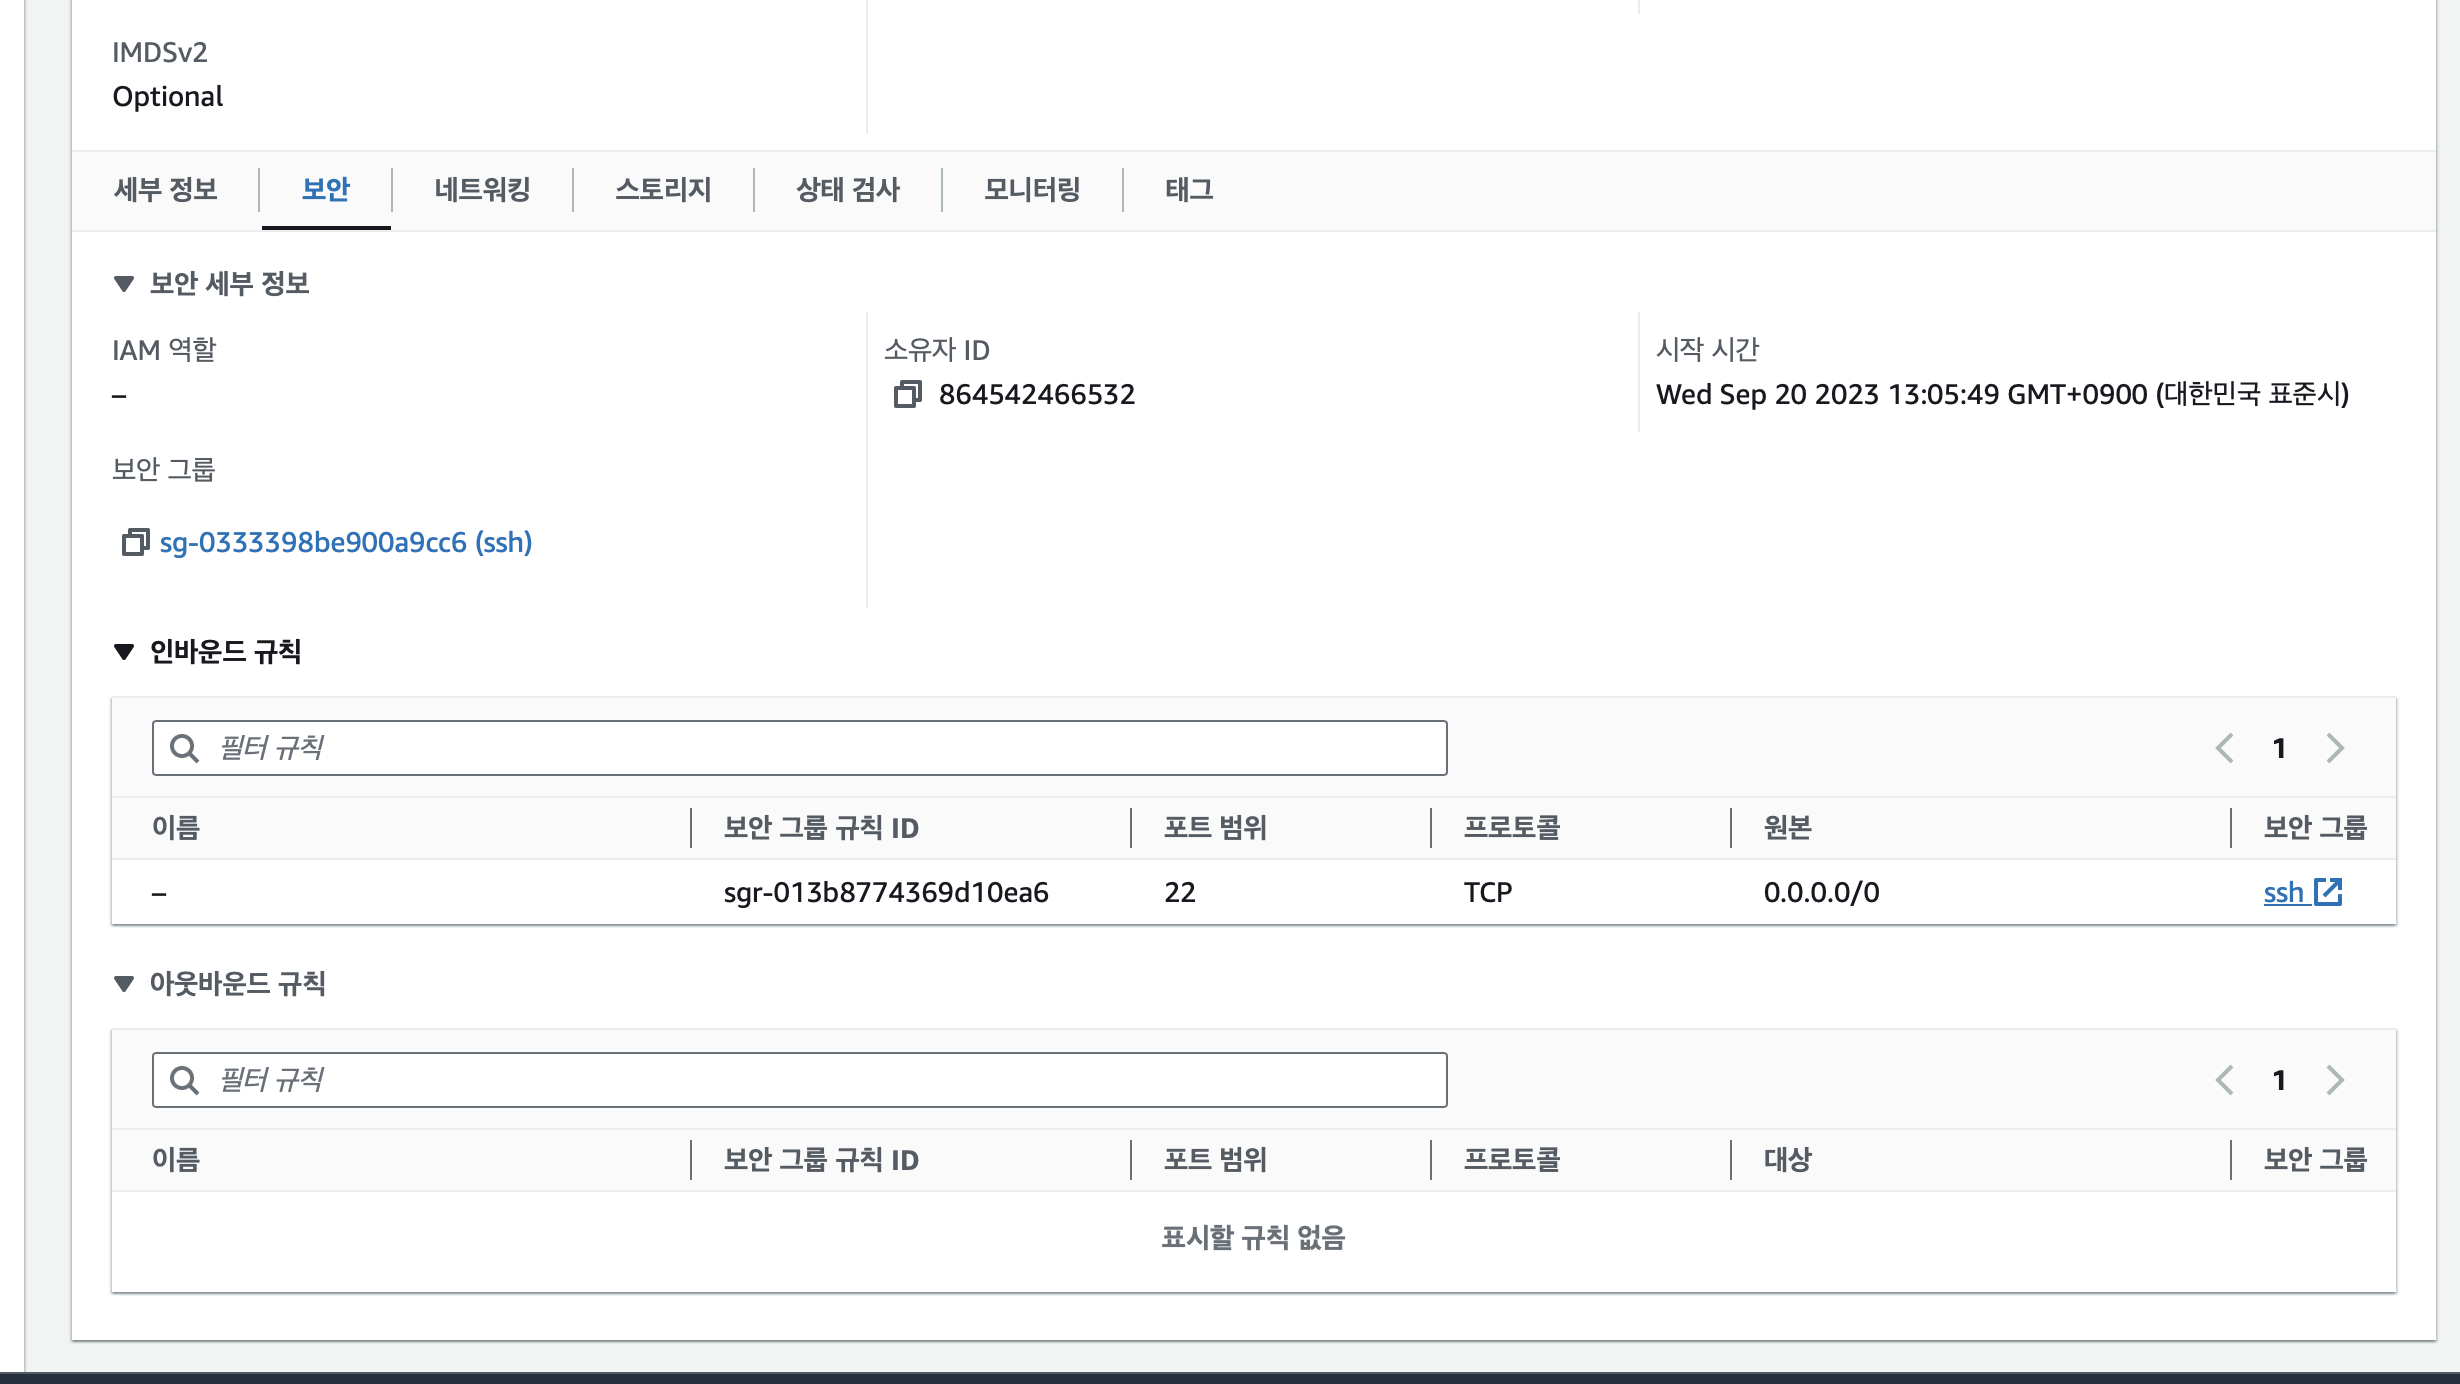 IMDSv2
Optional
세부 정보 보안 네트워킹 스토리지 상태 검사 모니터링 태그
보안 세부 정보
IAM 역할 소유자 ID 시작 시간
– 864542466532 Wed Sep 20 2023 13:05:49 GMT+0900 (대한민국 표준시)
보안 그룹
sg-0333398be900a9cc6 (ssh)
인바운드 규칙
필터 규칙 1
이름 보안 그룹 규칙 ID 포트 범위 프로토콜 원본 보안 그룹
– sgr-013b8774369d10ea6 22 TCP 0.0.0.0/0 ssh
아웃바운드 규칙
필터 규칙 1
이름 보안 그룹 규칙 ID 포트 범위 프로토콜 대상 보안 그룹
표시할 규칙 없음